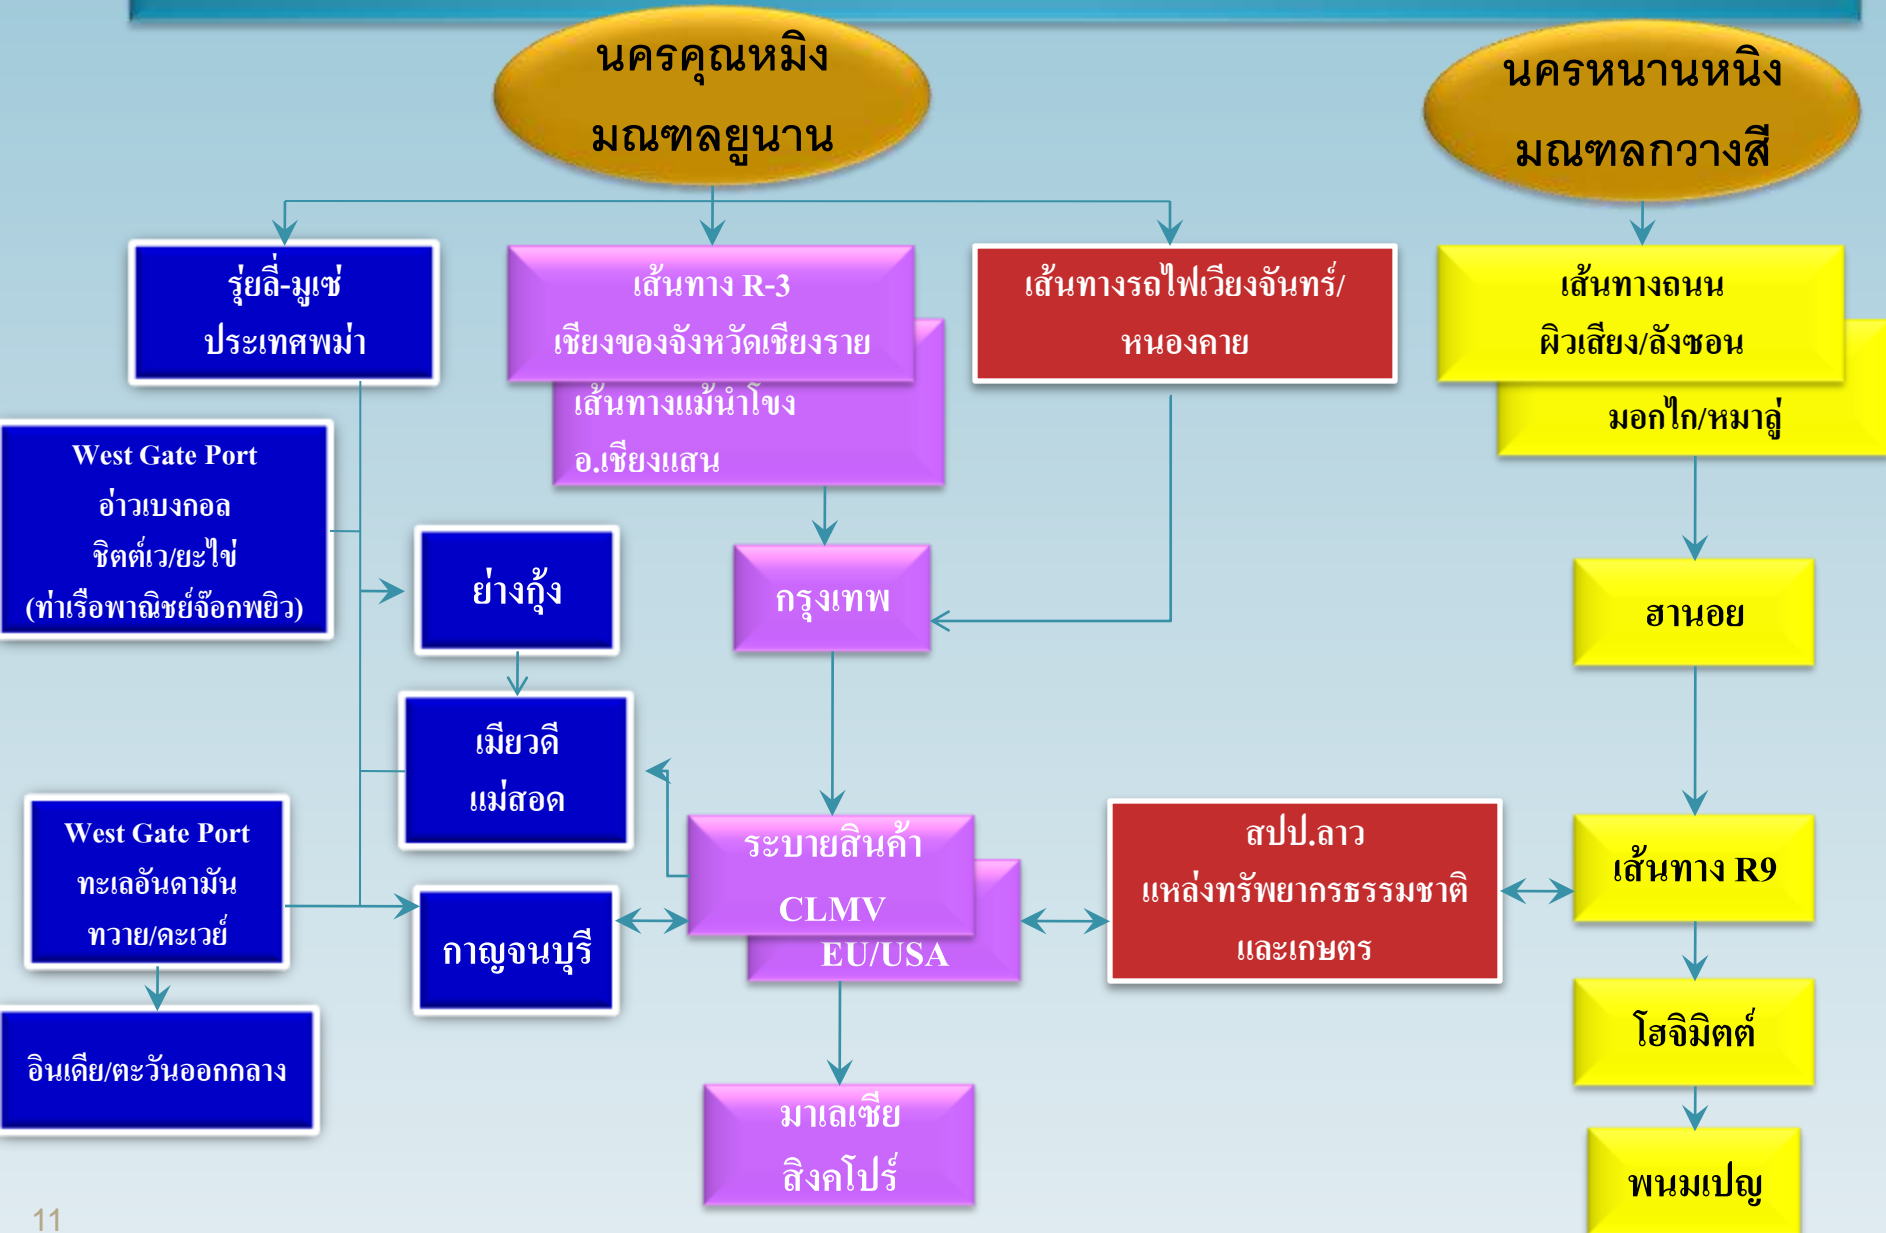 นครคุณหมิง
มณฑลยูนาน
นครหนานหนิง
มณฑลกวางสี
รุ่ยลี่-มูเซ่
ประเทศพม่า
เส้นทาง R-3
เชียงของจังหวัดเชียงราย
เส้นทางแม้นำโขง
อ.เชียงแสน
เส้นทางรถไฟเวียงจันทร์/
หนองคาย
เส้นทางถนน
ผิวเสียง/ลังซอน
มอกไก/หมาลู่
West Gate Port
อ่าวเบงกอล
ชิตต์เว/ยะไข่
(ท่าเรือพาณิชย์จ๊อกพยิว)
ย่างกุ้ง
กรุงเทพ
ฮานอย
เมียวดี
แม่สอด
West Gate Port
ทะเลอันดามัน
ทวาย/ดะเวย์
กาญจนบุรี
ระบายสินค้า
CLMV
EU/USA
สปป.ลาว
แหล่งทรัพยากรธรรมชาติ
และเกษตร
เส้นทาง R9
อินเดีย/ตะวันออกกลาง
โฮจิมิตต์
มาเลเซีย
สิงคโปร์
พนมเปญ
11